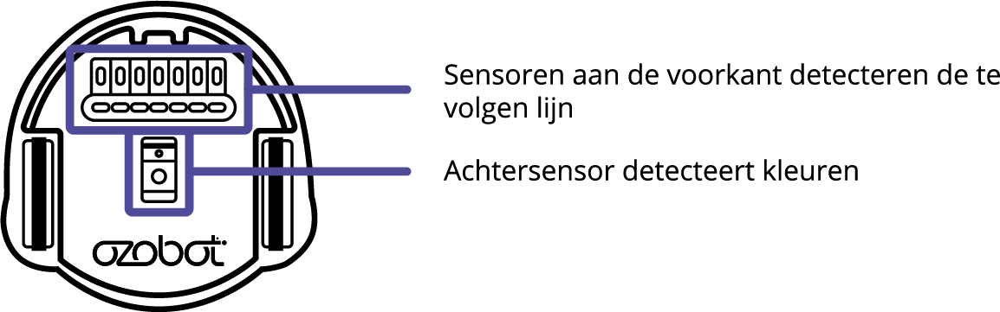 Sensoren aan de voorkant detecteren de te
volgen lijn
Achtersensor detecteert kleuren
ozobot